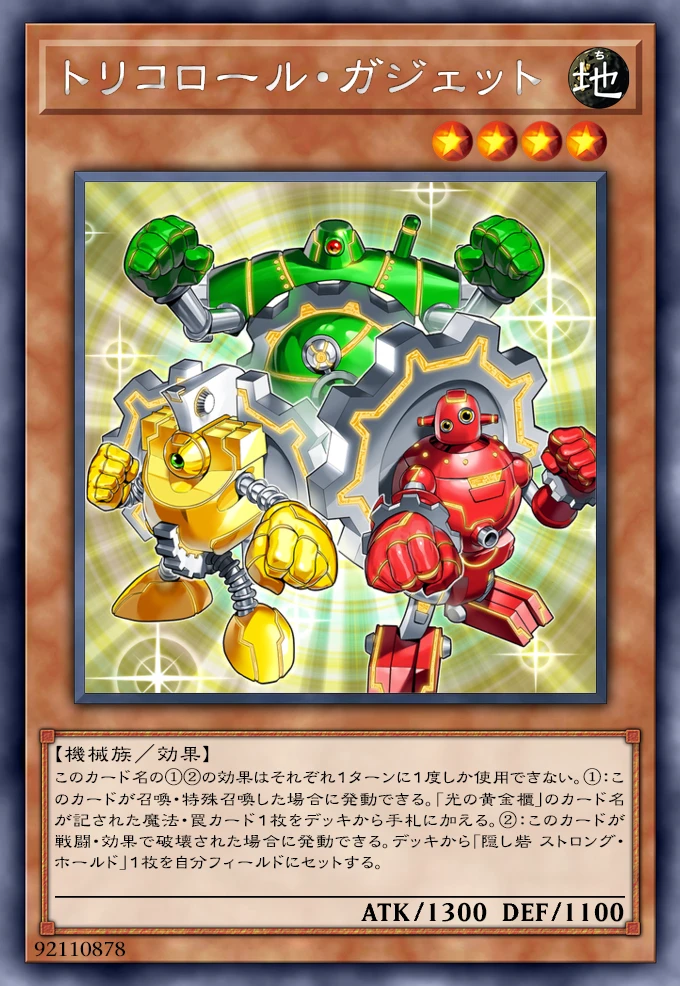 トリコロール・ガジェット
ち
地
【機械族／効果】
このカード名の①②の効果はそれぞれ1ターンに1度しか使用できない。①:こ
のカードが召喚・特殊召喚した場合に発動できる。「光の黄金櫃」のカード名
が記された魔法・罠カード1枚をデッキから手札に加える。②:このカードが
戦闘・効果で破壊された場合に発動できる。デッキから「隠し砦 ストロング・
ホールド」1枚を自分フィールドにセットする。
ATK/1300 DEF/1100
92110878